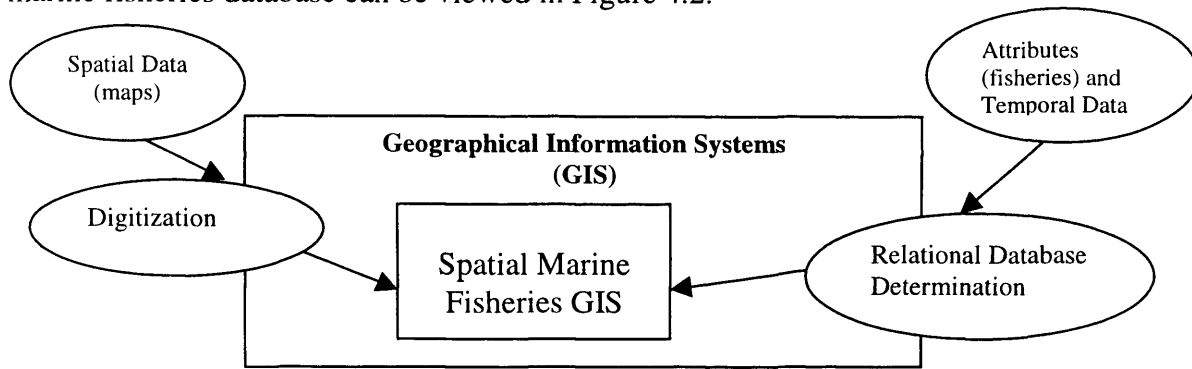 marine fisheries database can be viewed in Figure 4.2.
Spatial Data
(maps)
Attributes
(fisheries) and
Temporal Data
Geographical Information Systems
(GIS)
Digitization
Spatial Marine
Fisheries GIS
Relational Database
Determination